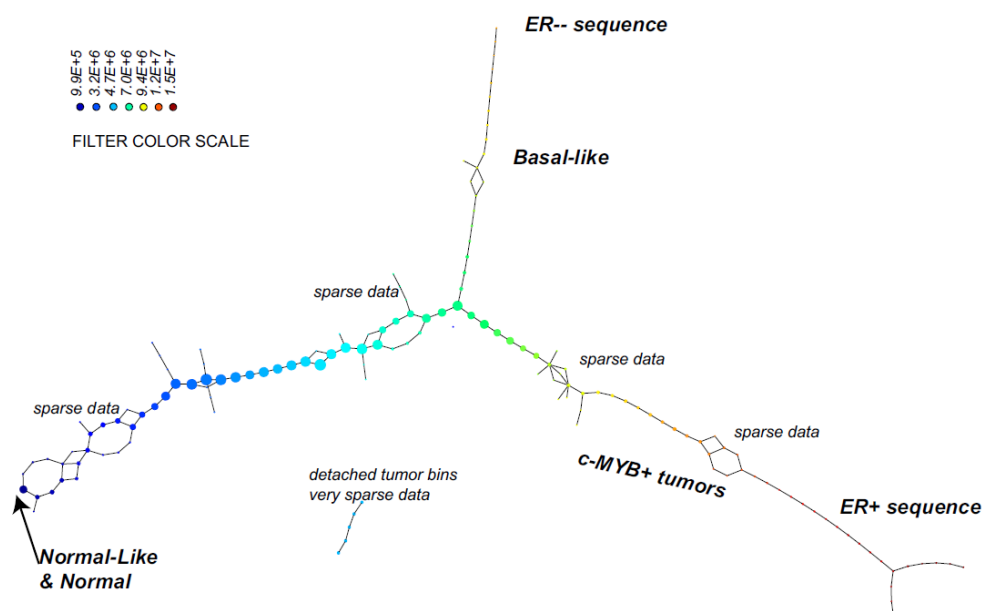 ER-- sequence
9.9E+5
3.2E+6
4.7E+6
7.0E+6
9.4E+6
1.2E+7
1.5E+7
FILTER COLOR SCALE
Basal-like
sparse data
sparse data
sparse data
sparse data
c-MYB+ tumors
detached tumor bins
very sparse data
ER+ sequence
Normal-Like
& Normal